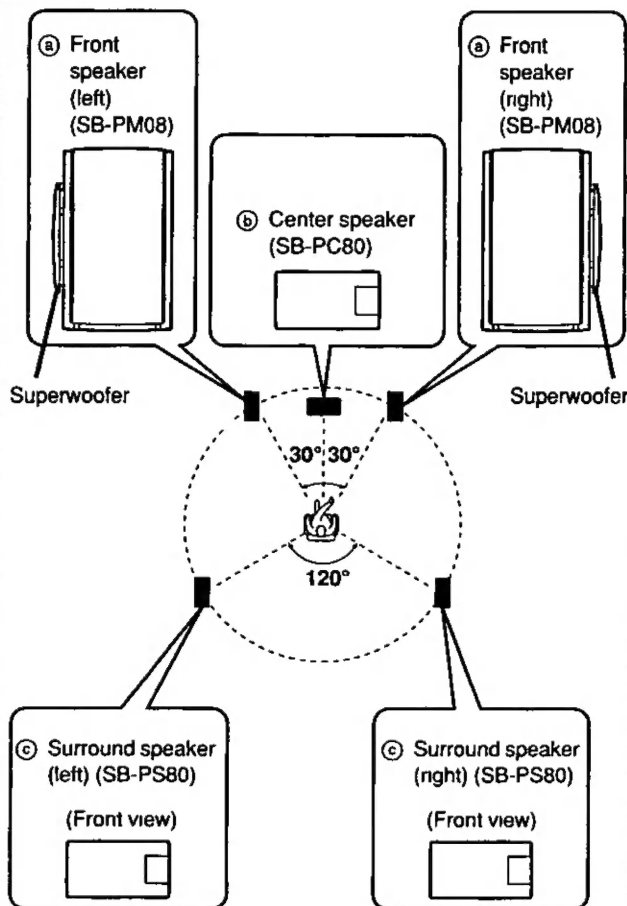 ⓐ Front
speaker
(left)
(SB-PM08)
ⓐ Front
speaker
(right)
(SB-PM08)
ⓑ Center speaker
(SB-PC80)
Superwoofer
Superwoofer
30° 30°
120°
ⓒ Surround speaker
(left) (SB-PS80)
(Front view)
ⓒ Surround speaker
(right) (SB-PS80)
(Front view)